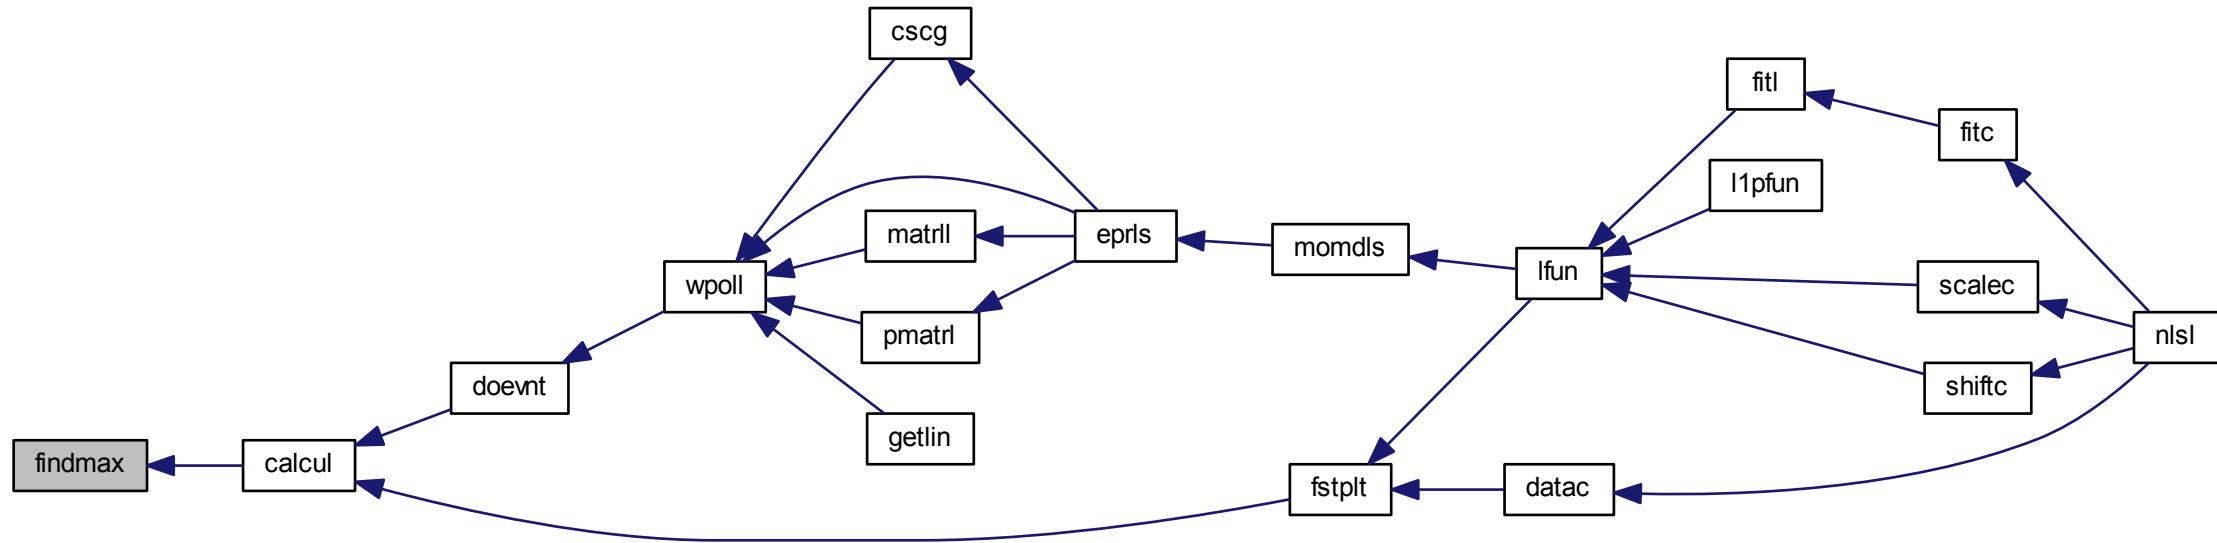 cscg
fitl
fitc
l1pfun
matrll
eprls
momdls
lfun
wpoll
scalec
pmatrl
nlsl
doevnt
shiftc
getlin
findmax
calcul
fstplt
datac